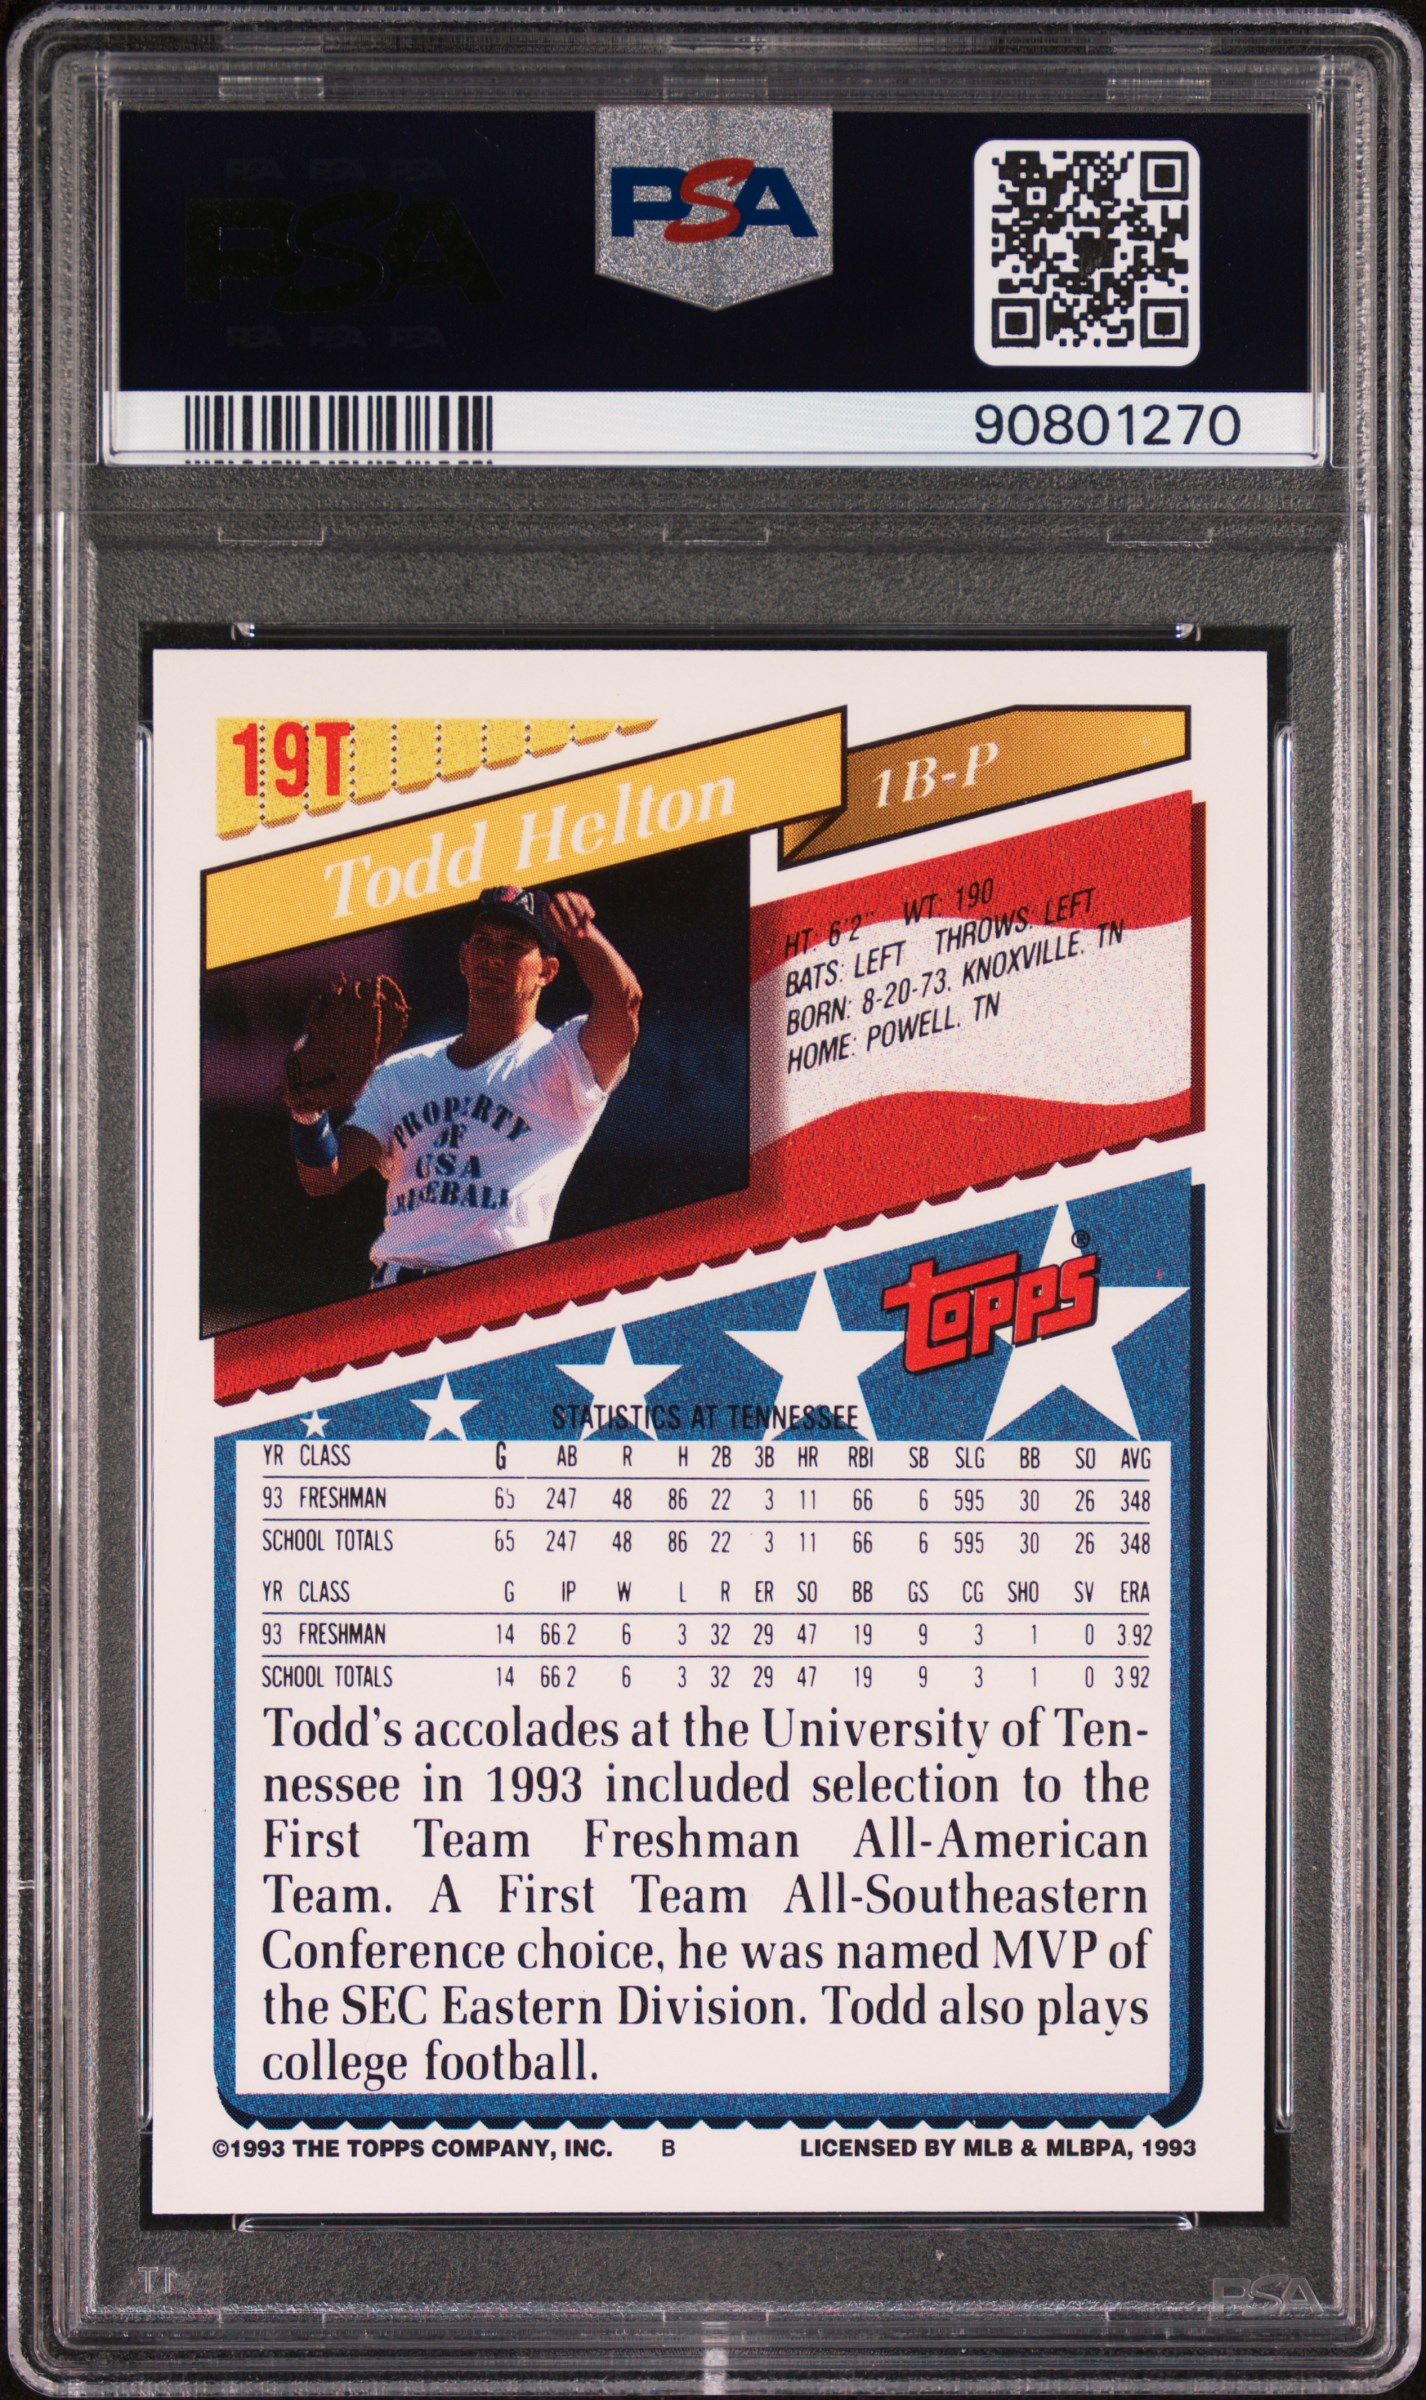 PSA PSA PSA
PSA
PSA
PSA PSA PSA
90801270
19T
Todd Helton
1B-P
HT: 6'2" WT: 190
BATS: LEFT THROWS: LEFT
BORN: 8-20-73, KNOXVILLE, TN
HOME: POWELL, TN
PROPERTY
OF
USA
BASEBALL
TOPPS®
STATISTICS AT TENNESSEE
YR CLASS G AB R H 2B 3B HR RBI SB SLG BB SO AVG
93 FRESHMAN 65 247 48 86 22 3 11 66 6 595 30 26 348
SCHOOL TOTALS 65 247 48 86 22 3 11 66 6 595 30 26 348
YR CLASS G IP W L R ER SO BB GS CG SHO SV ERA
93 FRESHMAN 14 66.2 6 3 32 29 47 19 9 3 1 0 3.92
SCHOOL TOTALS 14 66.2 6 3 32 29 47 19 9 3 1 0 3.92
Todd's accolades at the University of Ten-
nessee in 1993 included selection to the
First Team Freshman All-American
Team. A First Team All-Southeastern
Conference choice, he was named MVP of
the SEC Eastern Division. Todd also plays
college football.
©1993 THE TOPPS COMPANY, INC. B LICENSED BY MLB & MLBPA, 1993
PSA